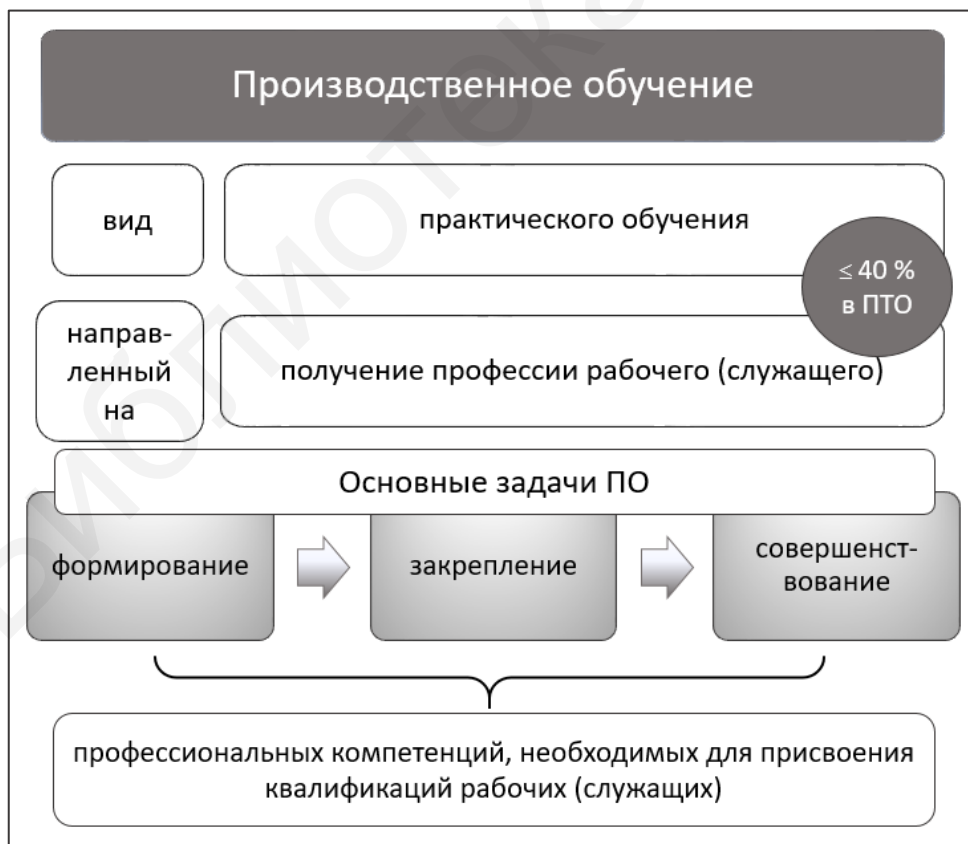 Производственное обучение
вид
практического обучения
≤ 40 %
в ПТО
направ-
ленный
на
получение профессии рабочего (служащего)
Основные задачи ПО
формирование
закрепление
совершенст-
вование
профессиональных компетенций, необходимых для присвоения
квалификаций рабочих (служащих)